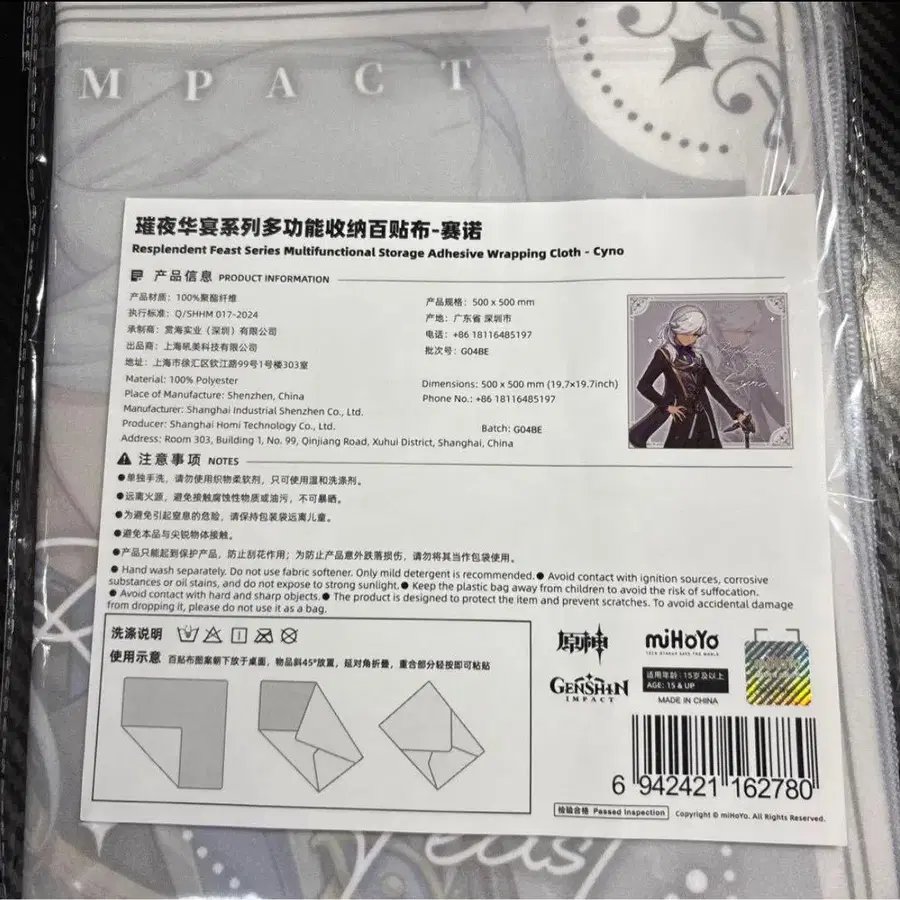 MPACT
璀夜华宴系列多功能收纳百贴布-赛诺
Resplendent Feast Series Multifunctional Storage Adhesive Wrapping Cloth - Cyno
产品信息 PRODUCT INFORMATION
产品材质：100%聚酯纤维
执行标准：Q/SHHM 017-2024
承制商：赏海实业（深圳）有限公司
出品商：上海吼美科技有限公司
地址：上海市徐汇区钦江路99号1号楼303室
产品规格：500 x 500 mm
产地：广东省 深圳市
电话：+86 18116485197
批次号：G04BE
Material: 100% Polyester
Place of Manufacture: Shenzhen, China
Manufacturer: Shanghai Industrial Shenzhen Co., Ltd.
Producer: Shanghai Homi Technology Co., Ltd.
Address: Room 303, Building 1, No. 99, Qinjiang Road, Xuhui District, Shanghai, China
Dimensions: 500 x 500 mm (19.7×19.7inch)
Phone No.: +86 18116485197
Batch: G04BE
Cyno
注意事项 NOTES
●单独手洗，请勿使用织物柔软剂，只可使用温和洗涤剂。
●远离火源，避免接触腐蚀性物质或油污，不可暴晒。
●为避免引起窒息的危险，请保持包装袋远离儿童。
●避免本品与尖锐物体接触。
●产品只能起到保护产品，防止刮花作用；为防止产品意外跌落损伤，请勿将其当作包袋使用。
● Hand wash separately. Do not use fabric softener. Only mild detergent is recommended.● Avoid contact with ignition sources, corrosive
substances or oil stains, and do not expose to strong sunlight.● Keep the plastic bag away from children to avoid the risk of suffocation.
● Avoid contact with hard and sharp objects.● The product is designed to protect the item and prevent scratches. To avoid accidental damage
from dropping it, please do not use it as a bag.
洗涤说明
使用示意 百贴布图案朝下放于桌面，物品斜45°放置，延对角折叠，重合部分轻按即可粘贴
原神
GENSHIN
IMPACT
miHoYo
TECH OTAKUS SAVE THE WORLD
适用年龄：15岁及以上
AGE: 15 & UP
MADE IN CHINA
6 942421 162780
检验合格 Passed Inspection
Copyright © miHoYo. All Rights Reserved.
Feast